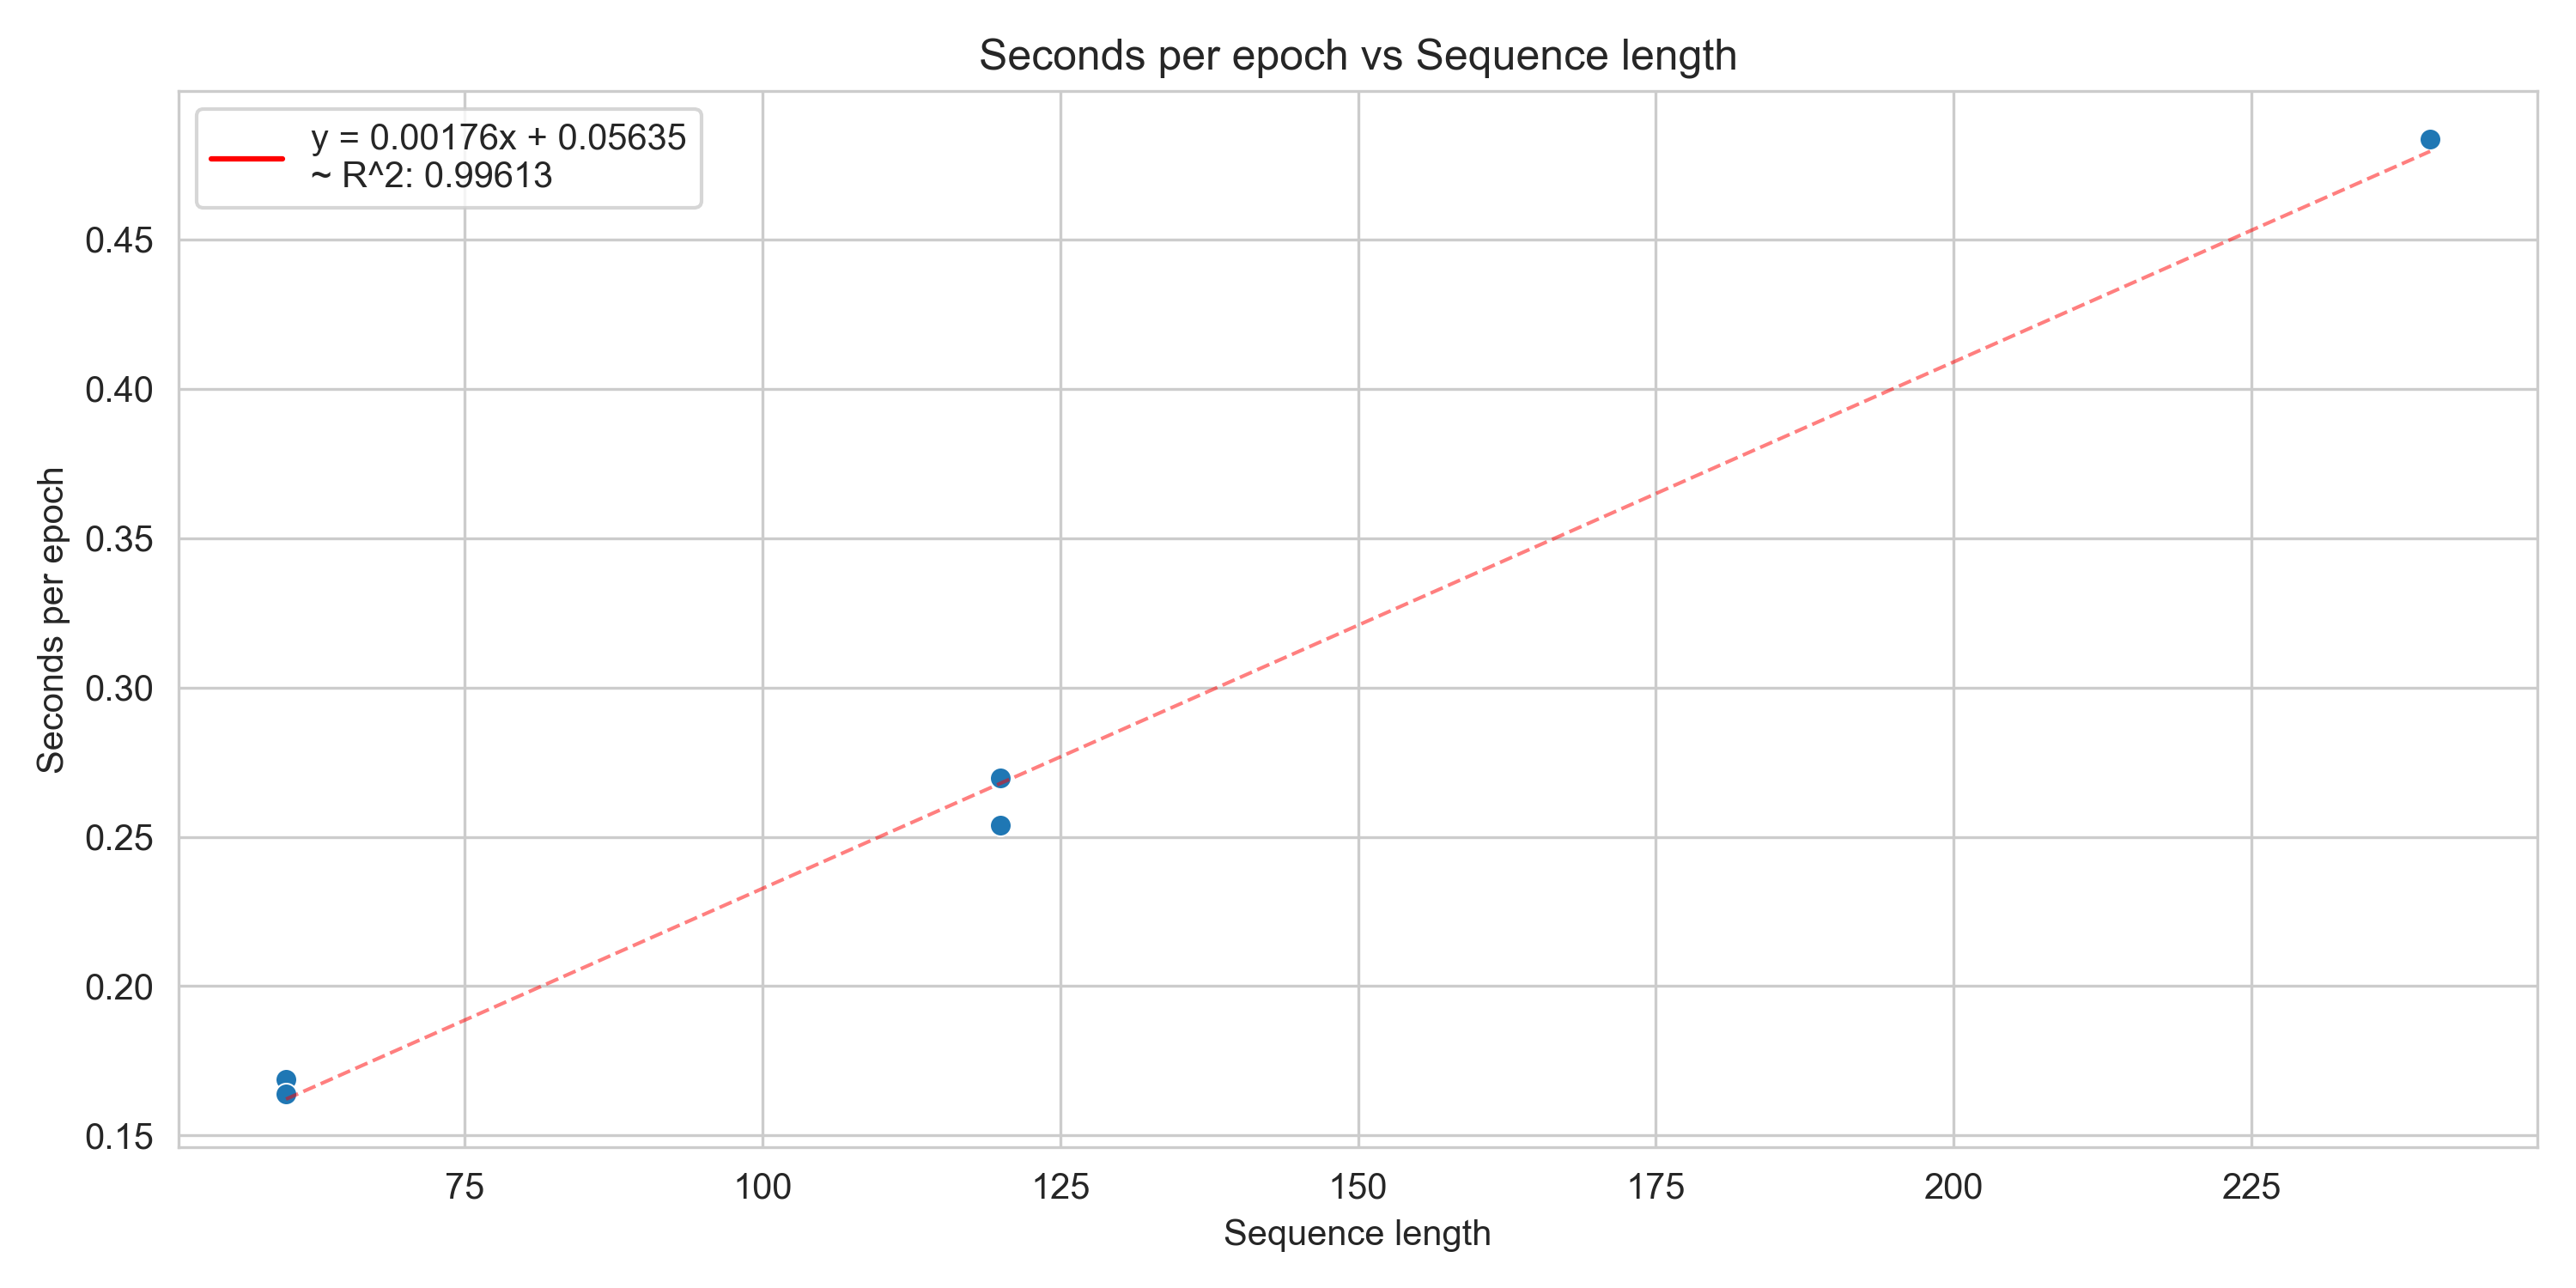 Seconds per epoch vs Sequence length
y = 0.00176x + 0.05635
~ R^2: 0.99613
Seconds per epoch
0.45
0.40
0.35
0.30
0.25
0.20
0.15
75 100 125 150 175 200 225
Sequence length